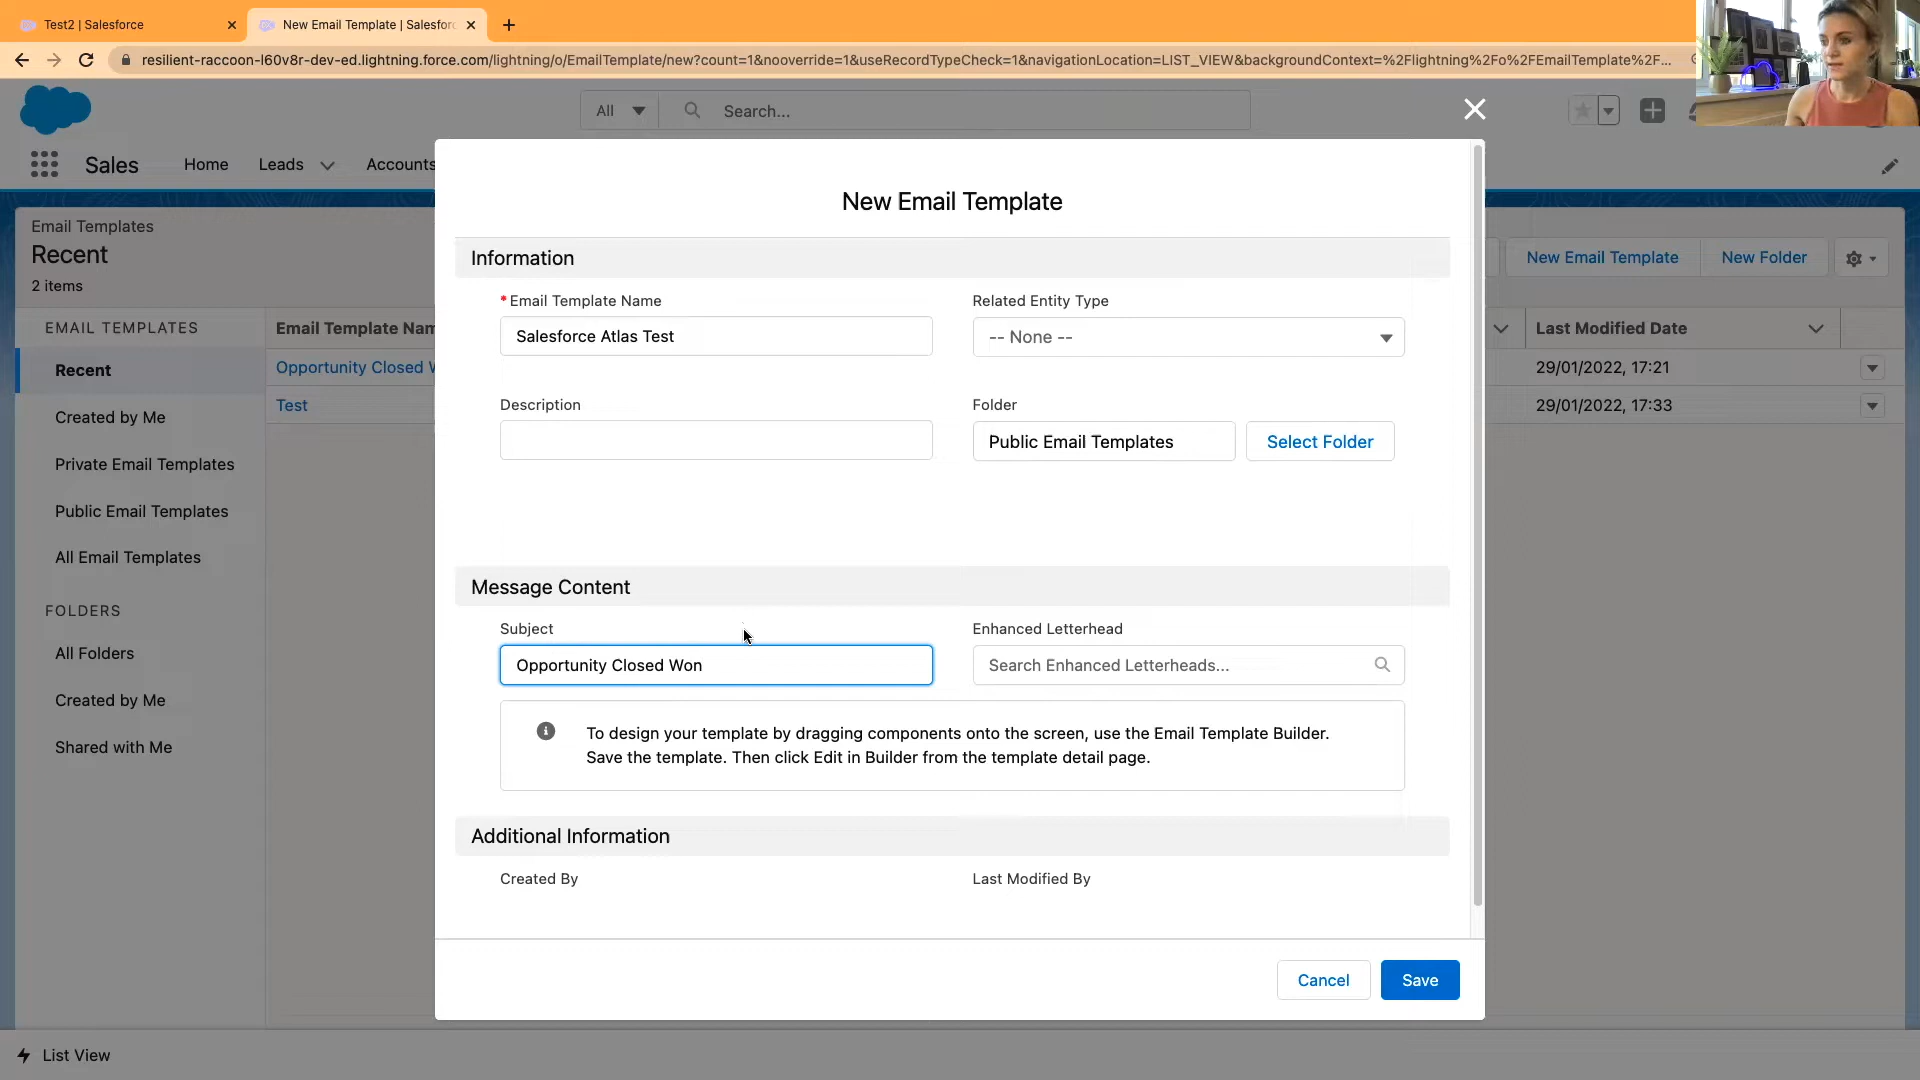 Test2 | Salesforce
New Email Template | Salesforc
resilient-raccoon-l60v8r-dev-ed.lightning.force.com/lightning/o/EmailTemplate/new?count=1&nooverride=1&useRecordTypeCheck=1&navigationLocation=LIST_VIEW&backgroundContext=%2Flightning%2Fo%2FEmailTemplate%2F...
All
Search...
Sales
Home
Leads
Accounts
Email Templates
Recent
2 items
New Email Template
New Folder
EMAIL TEMPLATES
Recent
Created by Me
Private Email Templates
Public Email Templates
All Email Templates
FOLDERS
All Folders
Created by Me
Shared with Me
Email Template Nam
Last Modified Date
Opportunity Closed W
29/01/2022, 17:21
Test
29/01/2022, 17:33
New Email Template
Information
* Email Template Name
Salesforce Atlas Test
Related Entity Type
-- None --
Description
Folder
Public Email Templates
Select Folder
Message Content
Subject
Opportunity Closed Won
Enhanced Letterhead
Search Enhanced Letterheads...
To design your template by dragging components onto the screen, use the Email Template Builder.
Save the template. Then click Edit in Builder from the template detail page.
Additional Information
Created By
Last Modified By
Cancel
Save
List View